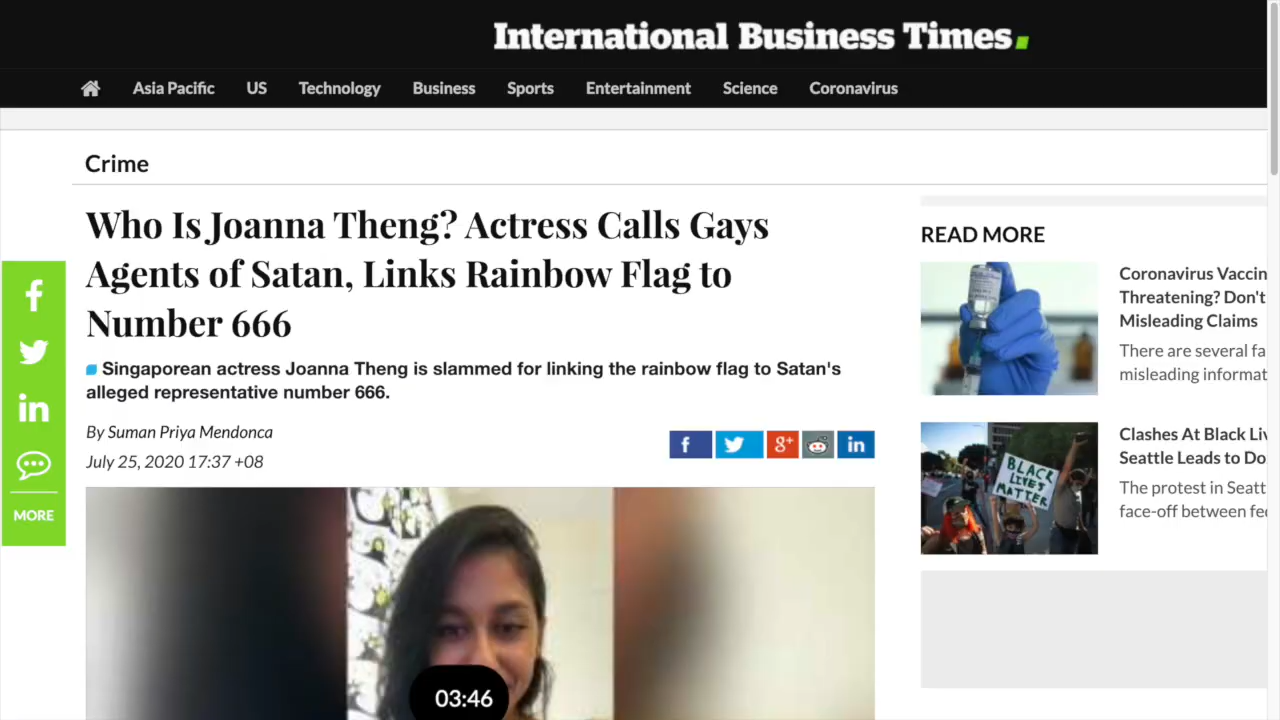 International Business Times.
Asia Pacific US Technology Business Sports Entertainment Science Coronavirus
Crime
Who Is Joanna Theng? Actress Calls Gays
Agents of Satan, Links Rainbow Flag to
Number 666
Singaporean actress Joanna Theng is slammed for linking the rainbow flag to Satan's
alleged representative number 666.
By Suman Priya Mendonca
July 25, 2020 17:37 +08
f g+ in
f
in
MORE
03:46
READ MORE
Coronavirus Vaccin
Threatening? Don't
Misleading Claims
There are several fa
misleading informat
BLACK
LIVES
MATTER
Clashes At Black Liv
Seattle Leads to Do
The protest in Seatt
face-off between fe